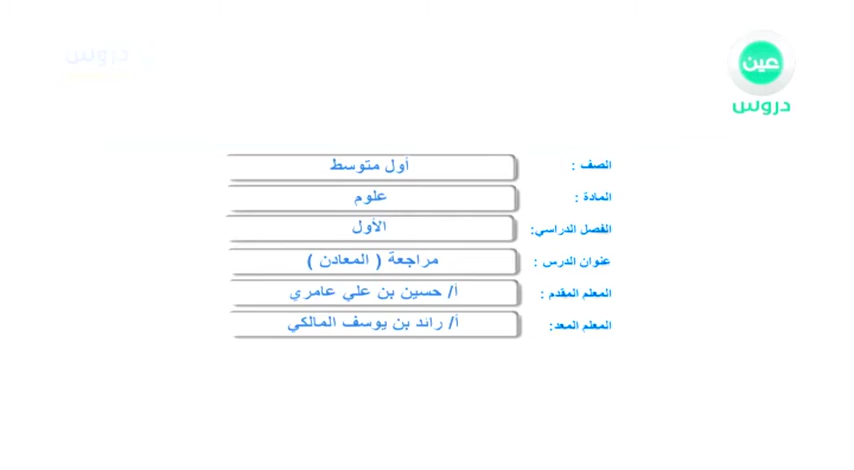 دروس
عين
دروس
الصف : أول متوسط
المادة : علوم
الفصل الدراسي: الأول
عنوان الدرس : مراجعة ( المعادن )
المعلم المقدم : أ/ حسين بن علي عامري
المعلم المعد: أ/ رائد بن يوسف المالكي